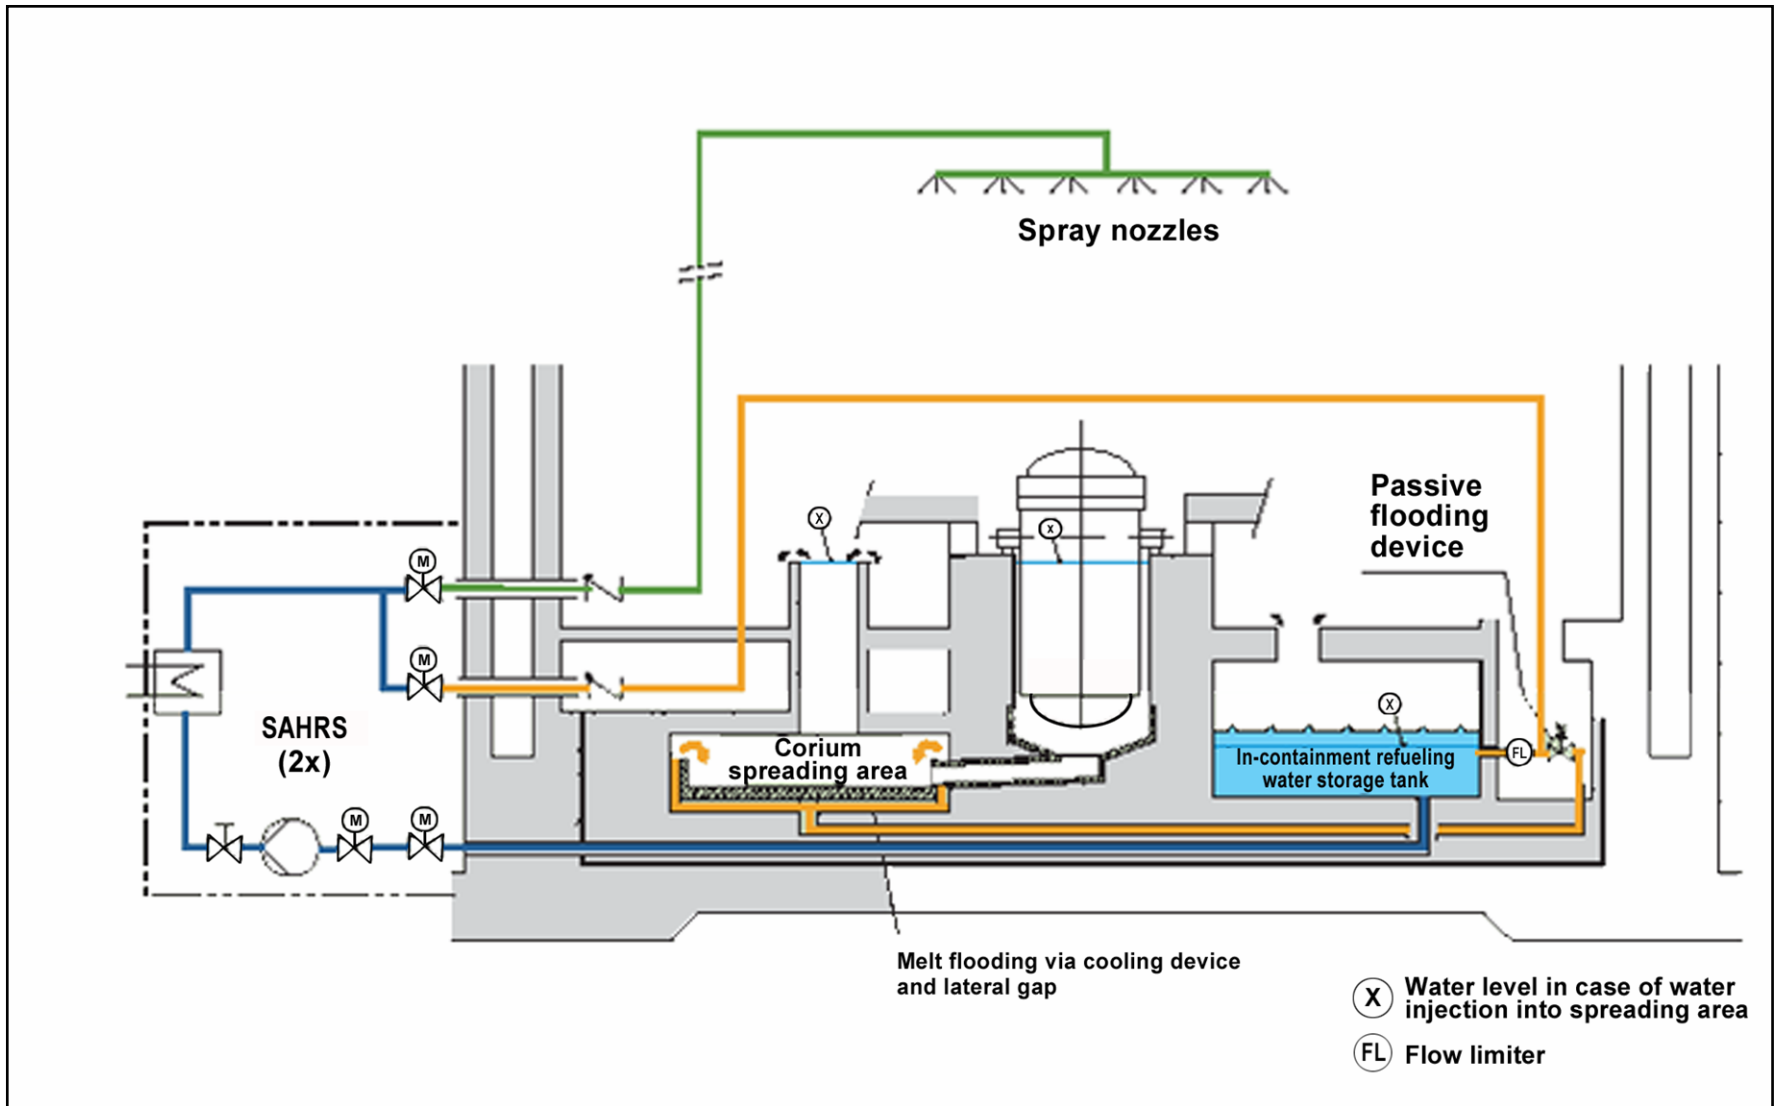 Spray nozzles
Passive
flooding
device
X
X
M
M
X
SAHRS
(2x)
Corium
spreading area
In-containment refueling
water storage tank
FL
M
M
Melt flooding via cooling device
and lateral gap
X Water level in case of water
injection into spreading area
FL Flow limiter